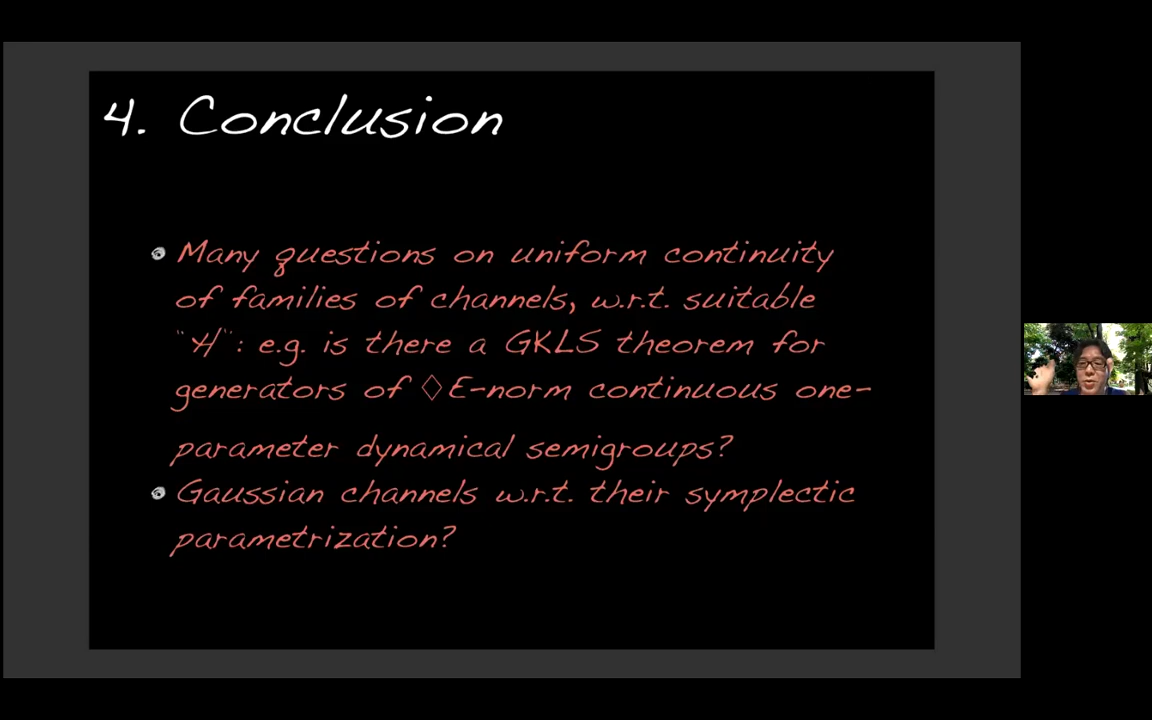 4. Conclusion
Many questions on uniform continuity
of families of channels, w.r.t. suitable
"H": e.g. is there a GKLS theorem for
generators of ◊E-norm continuous one-
parameter dynamical semigroups?
Gaussian channels w.r.t. their symplectic
parametrization?